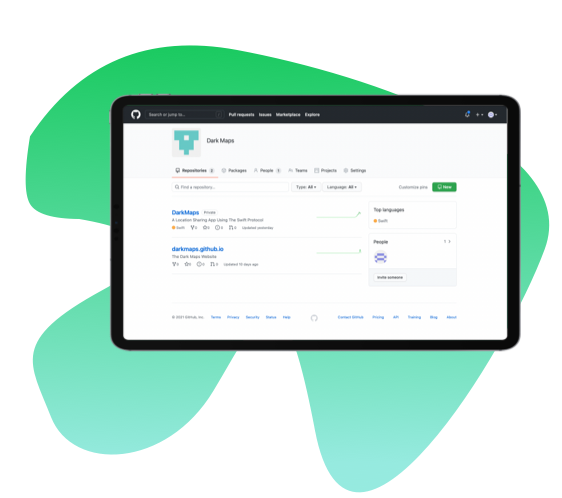 Search or jump to... / Pull requests Issues Marketplace Explore
Dark Maps
Repositories 2 Packages People 1 Teams Projects Settings
Find a repository... Type: All Language: All Customize pins New
DarkMaps Private
A Location Sharing App Using The Swift Protocol
Swift 0 0 0 0 Updated yesterday
darkmaps.github.io
The Dark Maps Website
0 0 0 0 Updated 10 days ago
Top languages
Swift
People 1
Invite someone
© 2021 GitHub, Inc. Terms Privacy Security Status Help Contact GitHub Pricing API Training Blog About